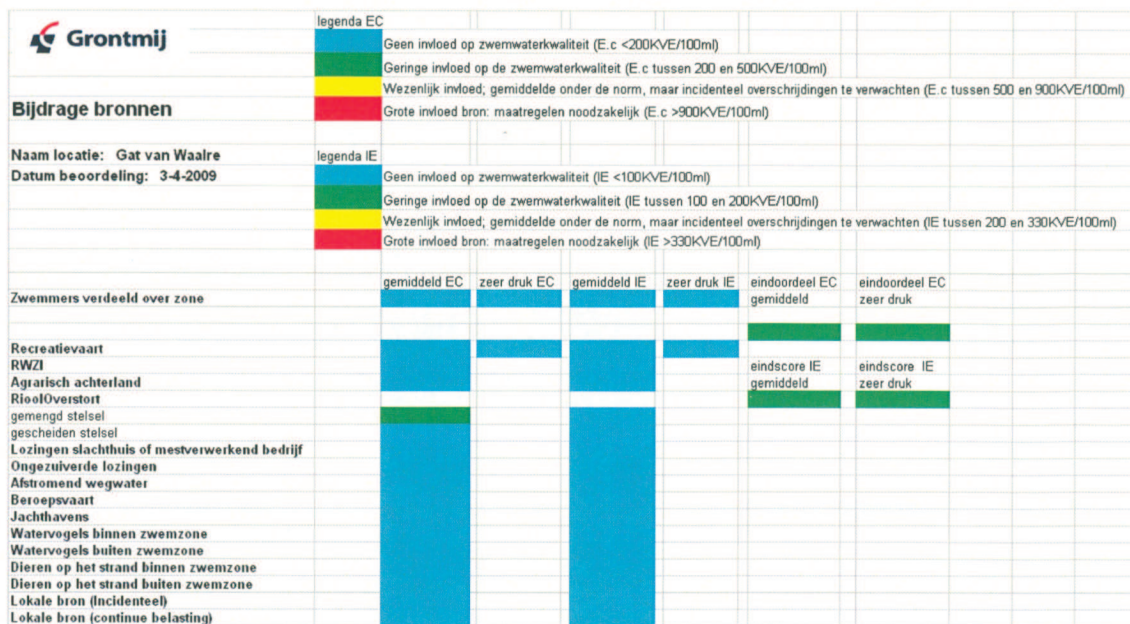 Grontmij
legenda EC
Geen invloed op zwemwaterkwaliteit (E.c <200KVE/100ml)
Geringe invloed op de zwemwaterkwaliteit (E.c tussen 200 en 500KVE/100ml)
Wezenlijk invloed; gemiddelde onder de norm, maar incidenteel overschrijdingen te verwachten (E.c tussen 500 en 900KVE/100ml)
Bijdrage bronnen
Grote invloed bron: maatregelen noodzakelijk (E.c >900KVE/100ml)
Naam locatie: Gat van Waalre
legenda IE
Datum beoordeling: 3-4-2009
Geen invloed op zwemwaterkwaliteit (IE <100KVE/100ml)
Geringe invloed op de zwemwaterkwaliteit (IE tussen 100 en 200KVE/100ml)
Wezenlijk invloed; gemiddelde onder de norm, maar incidenteel overschrijdingen te verwachten (IE tussen 200 en 330KVE/100ml)
Grote invloed bron: maatregelen noodzakelijk (IE >330KVE/100ml)
gemiddeld EC zeer druk EC gemiddeld IE zeer druk IE eindoordeel EC eindoordeel EC
Zwemmers verdeeld over zone gemiddeld zeer druk
Recreatievaart
RWZI eindscore IE eindscore IE
Agrarisch achterland gemiddeld zeer druk
RioolOverstort
gemengd stelsel
gescheiden stelsel
Lozingen slachthuis of mestverwerkend bedrijf
Ongezuiverde lozingen
Afstromend wegwater
Beroepsvaart
Jachthavens
Watervogels binnen zwemzone
Watervogels buiten zwemzone
Dieren op het strand binnen zwemzone
Dieren op het strand buiten zwemzone
Lokale bron (Incidenteel)
Lokale bron (continue belasting)